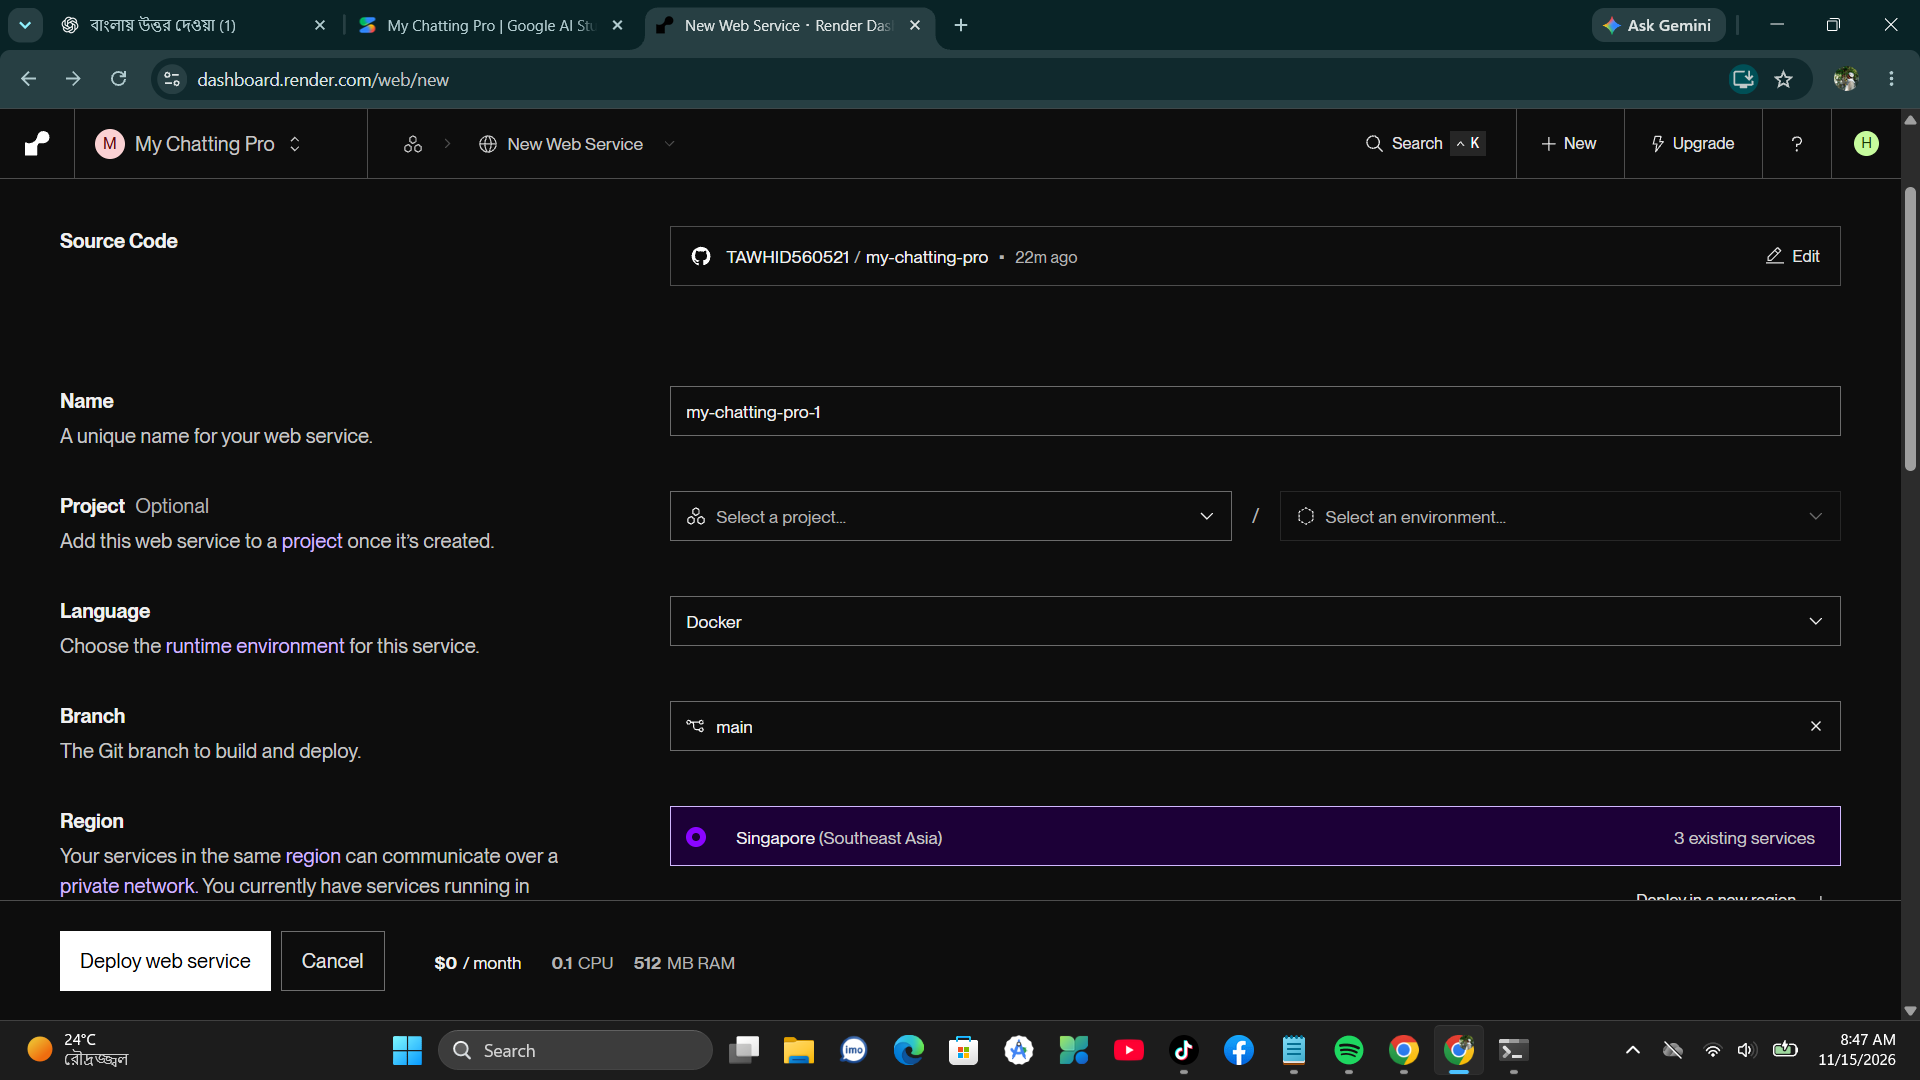 বাংলায় উত্তর দেওয়া (1)
My Chatting Pro | Google AI Stu
New Web Service · Render Das
Ask Gemini
dashboard.render.com/web/new
M My Chatting Pro
New Web Service
Search ^ K
+ New
Upgrade
?
H
Source Code
TAWHID560521 / my-chatting-pro ▪ 22m ago
Edit
Name
A unique name for your web service.
my-chatting-pro-1
Project Optional
Add this web service to a project once it's created.
Select a project...
/
Select an environment...
Language
Choose the runtime environment for this service.
Docker
Branch
The Git branch to build and deploy.
main
Region
Your services in the same region can communicate over a
private network. You currently have services running in
Singapore (Southeast Asia)
3 existing services
Deploy in a new region
Deploy web service
Cancel
$0 / month
0.1 CPU
512 MB RAM
24°C
রৌদ্রজ্জ্বল
Search
imo
8:47 AM
11/15/2026